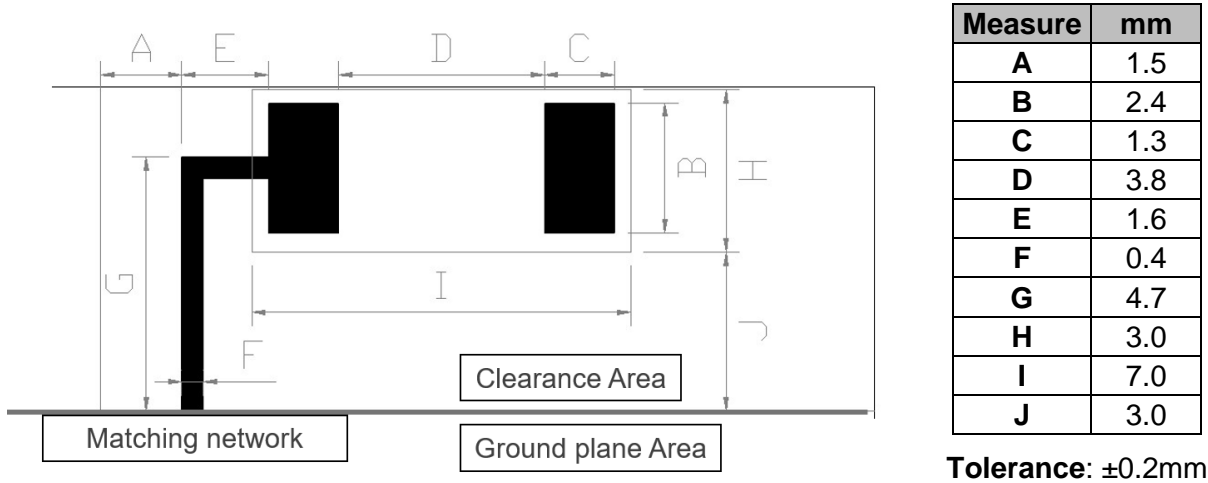 A
E
D
C
B
H
G
I
J
F
Clearance Area
Matching network
Ground plane Area
Measure mm
A 1.5
B 2.4
C 1.3
D 3.8
E 1.6
F 0.4
G 4.7
H 3.0
I 7.0
J 3.0
Tolerance: ±0.2mm